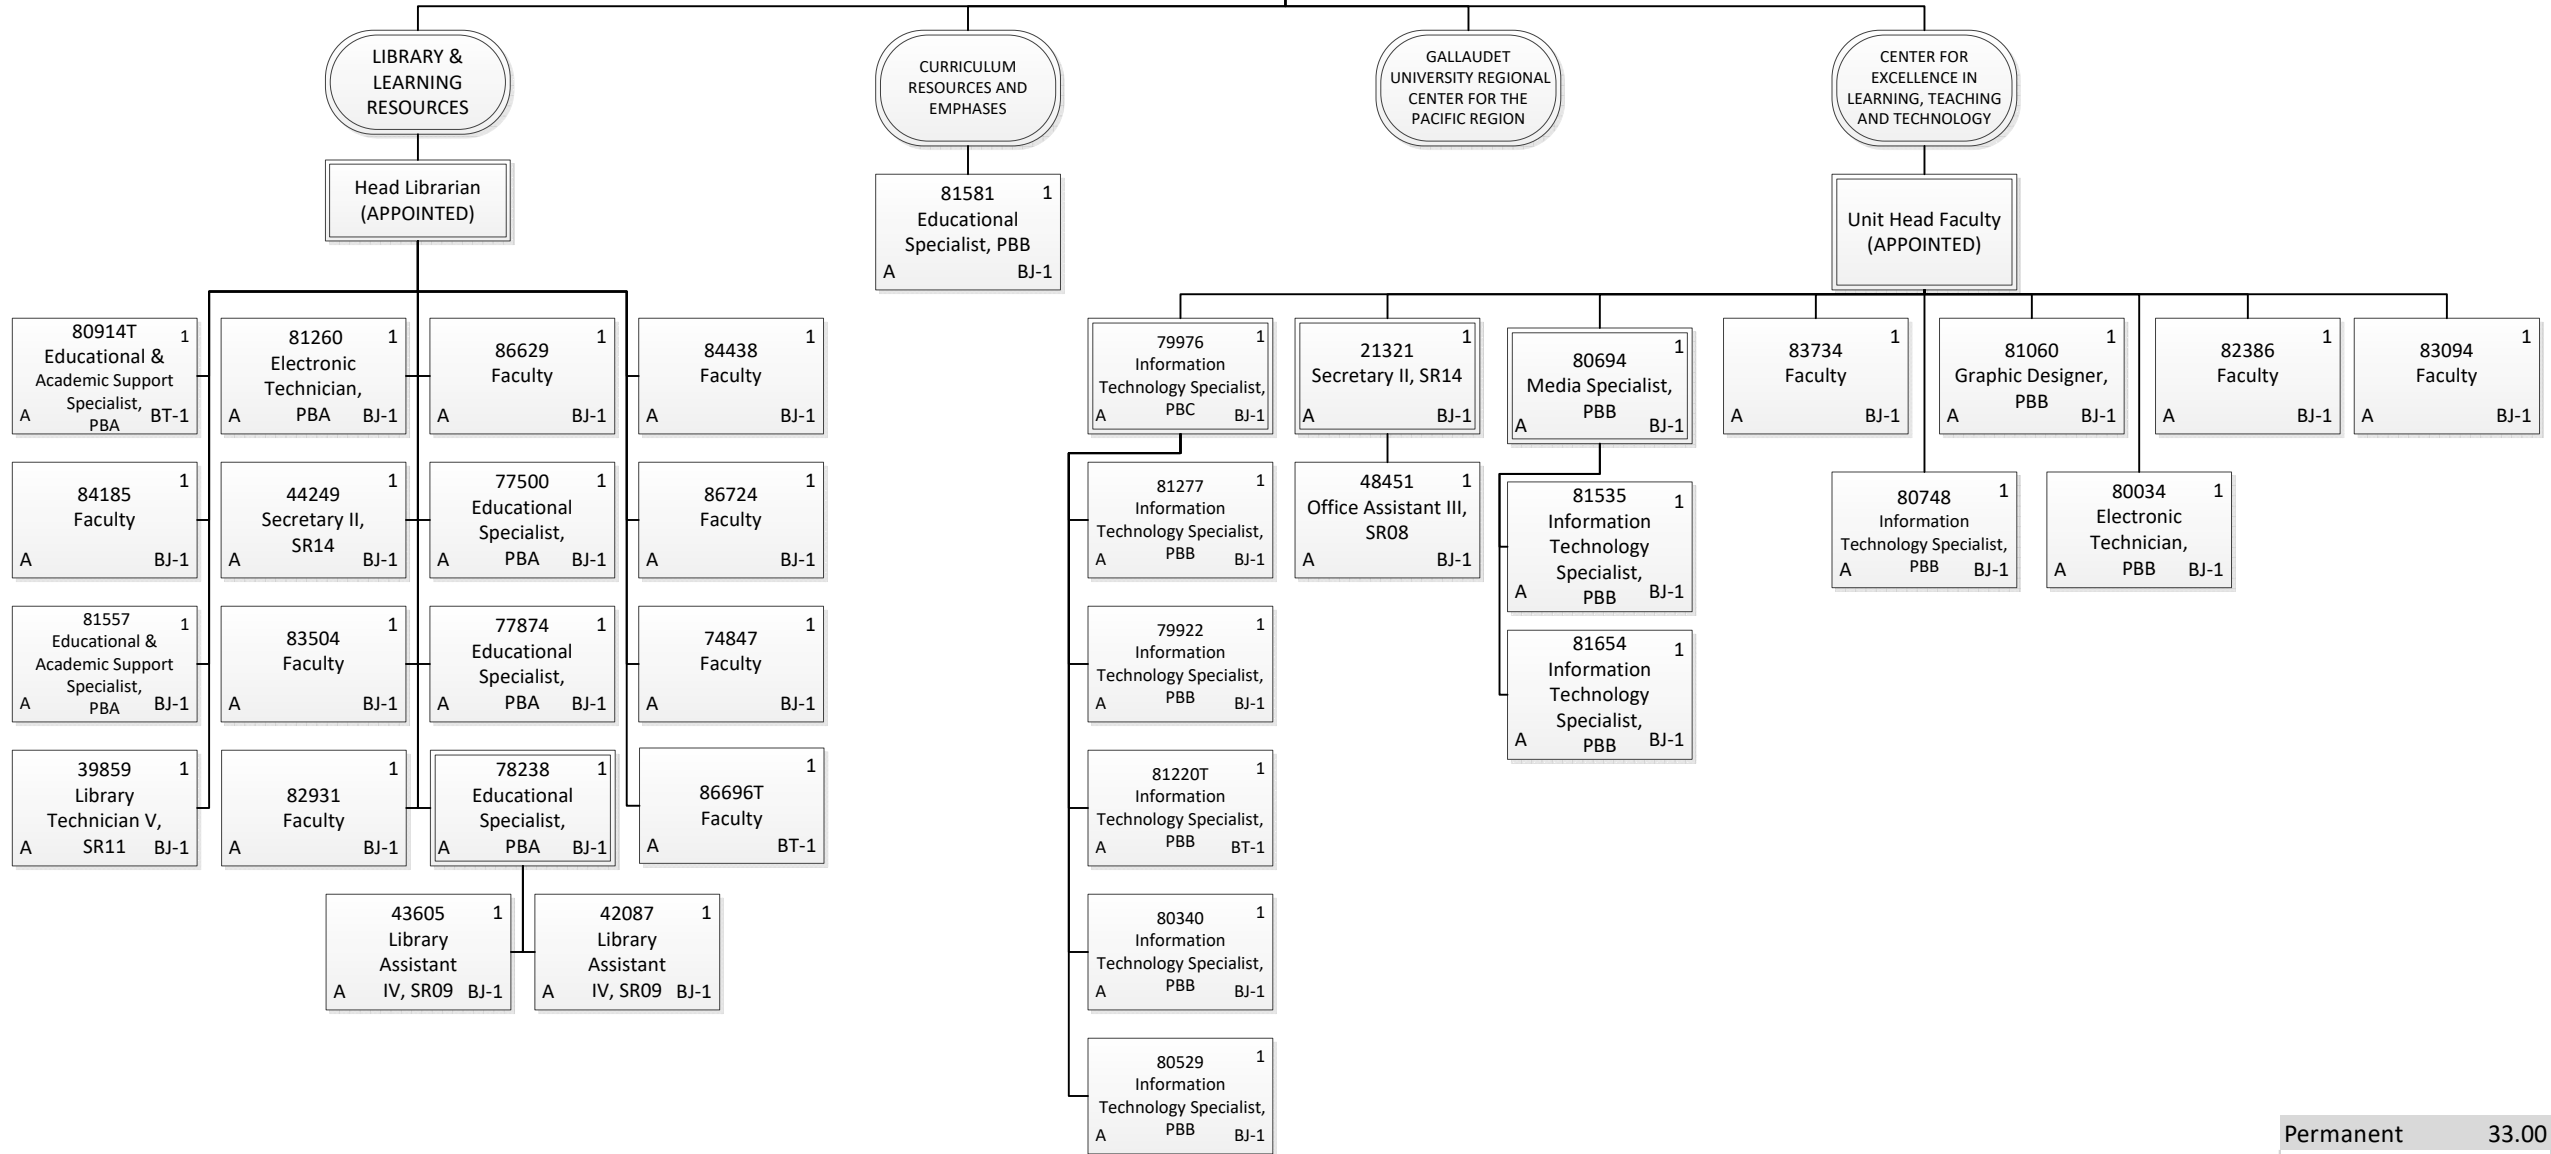 LIBRARY &
LEARNING
RESOURCES
CURRICULUM
RESOURCES AND
EMPHASES
GALLAUDET
UNIVERSITY REGIONAL
CENTER FOR THE
PACIFIC REGION
CENTER FOR
EXCELLENCE IN
LEARNING, TEACHING
AND TECHNOLOGY
Head Librarian
(APPOINTED)
81581 1
Educational
Specialist, PBB
A BJ-1
Unit Head Faculty
(APPOINTED)
80914T 1
Educational &
Academic Support
Specialist,
A PBA BT-1
81260 1
Electronic
Technician,
A PBA BJ-1
86629 1
Faculty
A BJ-1
84438 1
Faculty
A BJ-1
84185 1
Faculty
A BJ-1
44249 1
Secretary II,
SR14
A BJ-1
77500 1
Educational
Specialist,
A PBA BJ-1
86724 1
Faculty
A BJ-1
81557 1
Educational &
Academic Support
Specialist,
A PBA BJ-1
83504 1
Faculty
A BJ-1
77874 1
Educational
Specialist,
A PBA BJ-1
74847 1
Faculty
A BJ-1
39859 1
Library
Technician V,
A SR11 BJ-1
82931 1
Faculty
A BJ-1
78238 1
Educational
Specialist,
A PBA BJ-1
86696T 1
Faculty
A BT-1
43605 1
Library
Assistant
A IV, SR09 BJ-1
42087 1
Library
Assistant
A IV, SR09 BJ-1
79976 1
Information
Technology Specialist,
A PBC BJ-1
21321 1
Secretary II, SR14
A BJ-1
80694 1
Media Specialist,
PBB
A BJ-1
83734 1
Faculty
A BJ-1
81060 1
Graphic Designer,
PBB
A BJ-1
82386 1
Faculty
A BJ-1
83094 1
Faculty
A BJ-1
81277 1
Information
Technology Specialist,
PBB
A BJ-1
48451 1
Office Assistant III,
SR08
A BJ-1
81535 1
Information
Technology
Specialist,
A PBB BJ-1
80748 1
Information
Technology Specialist,
A PBB BJ-1
80034 1
Electronic
Technician,
A PBB BJ-1
79922 1
Information
Technology Specialist,
PBB
A BJ-1
81654 1
Information
Technology
Specialist,
A PBB BJ-1
81220T 1
Information
Technology Specialist,
PBB
A BT-1
80340 1
Information
Technology Specialist,
PBB
A BJ-1
80529 1
Information
Technology Specialist,
PBB
A BJ-1
Permanent 33.00